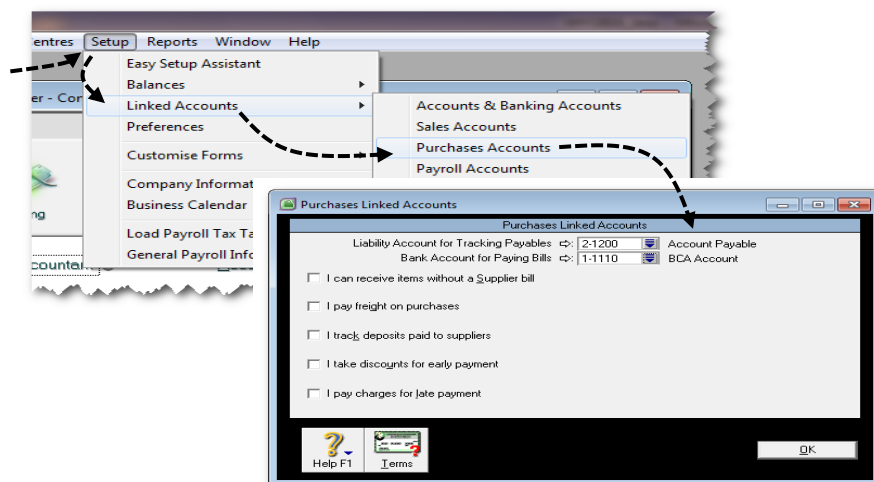 entres Setup Reports Window Help
Easy Setup Assistant
Balances
er - Cor
Linked Accounts
Preferences
Customise Forms
Company Informat
ng
Business Calendar
Load Payroll Tax Ta
General Payroll Info
countan
Accounts & Banking Accounts
Sales Accounts
Purchases Accounts
Payroll Accounts
Purchases Linked Accounts
Purchases Linked Accounts
Liability Account for Tracking Payables 2-1200 Account Payable
Bank Account for Paying Bills 1-1110 BCA Account
I can receive items without a Supplier bill
I pay freight on purchases
I track deposits paid to suppliers
I take discounts for early payment
I pay charges for late payment
Help F1 Terms
OK